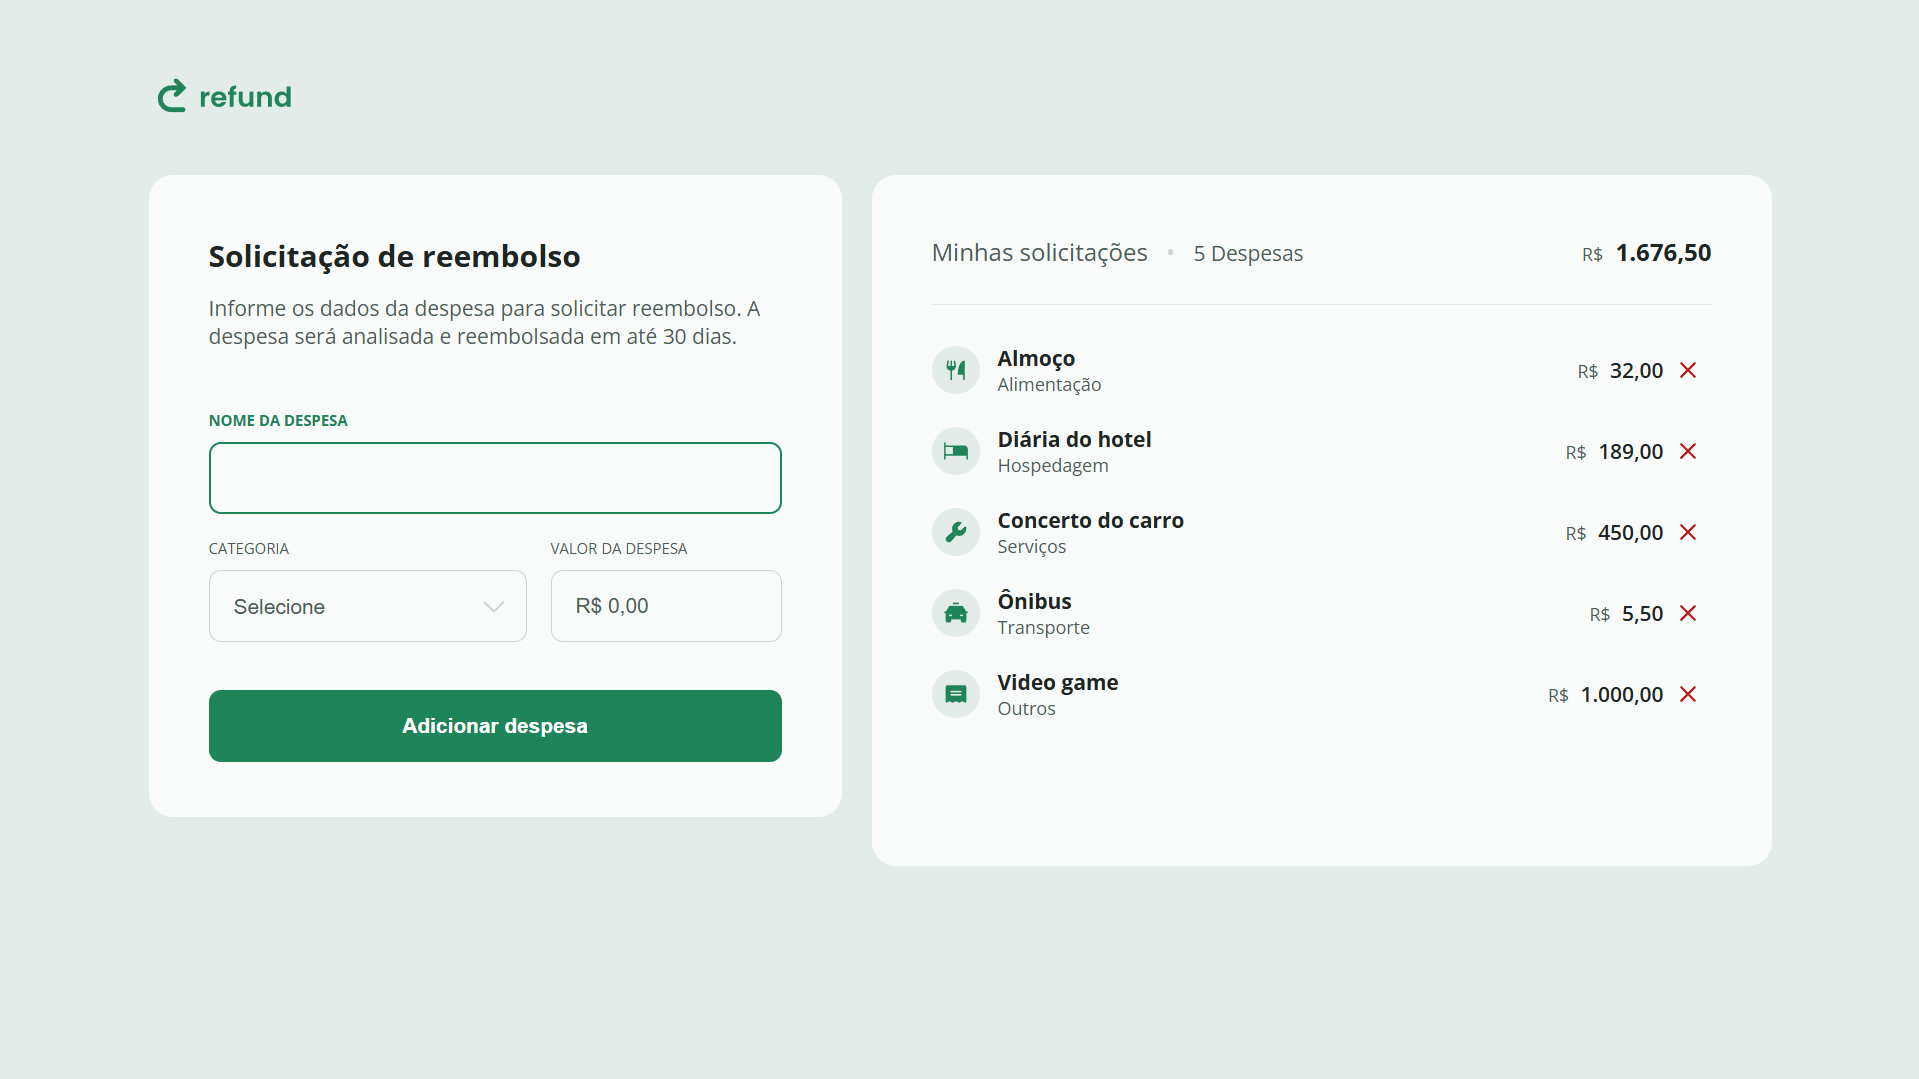 refund
Solicitação de reembolso
Informe os dados da despesa para solicitar reembolso. A
despesa será analisada e reembolsada em até 30 dias.
NOME DA DESPESA
CATEGORIA
VALOR DA DESPESA
Selecione
R$ 0,00
Adicionar despesa
Minhas solicitações • 5 Despesas R$ 1.676,50
Almoço
Alimentação
R$ 32,00
Diária do hotel
Hospedagem
R$ 189,00
Concerto do carro
Serviços
R$ 450,00
Ônibus
Transporte
R$ 5,50
Video game
Outros
R$ 1.000,00